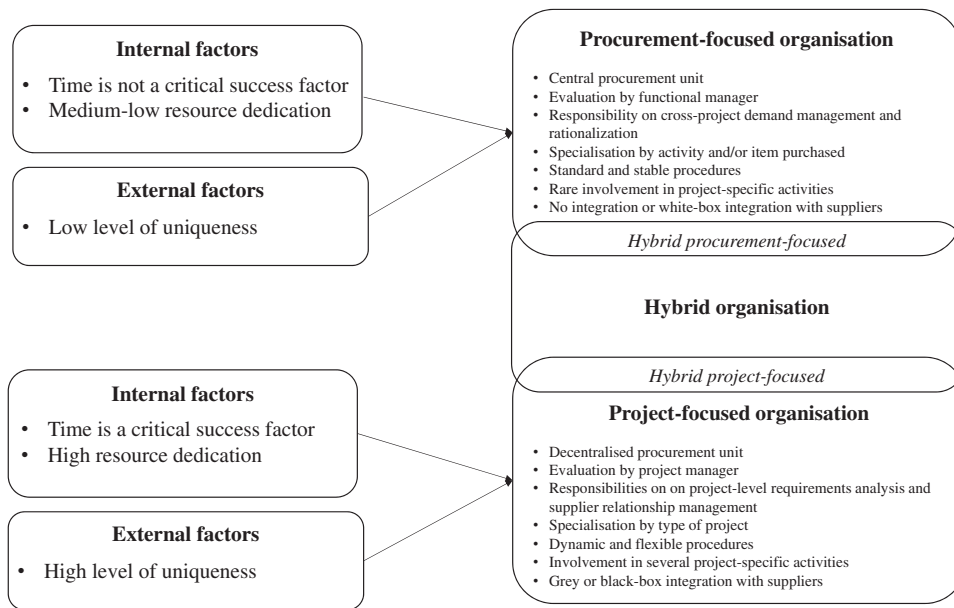 Internal factors
• Time is not a critical success factor
• Medium-low resource dedication
External factors
• Low level of uniqueness
Procurement-focused organisation
• Central procurement unit
• Evaluation by functional manager
• Responsibility on cross-project demand management and
rationalization
• Specialisation by activity and/or item purchased
• Standard and stable procedures
• Rare involvement in project-specific activities
• No integration or white-box integration with suppliers
Hybrid procurement-focused
Hybrid organisation
Hybrid project-focused
Internal factors
• Time is a critical success factor
• High resource dedication
External factors
• High level of uniqueness
Project-focused organisation
• Decentralised procurement unit
• Evaluation by project manager
• Responsibilities on on project-level requirements analysis and
supplier relationship management
• Specialisation by type of project
• Dynamic and flexible procedures
• Involvement in several project-specific activities
• Grey or black-box integration with suppliers